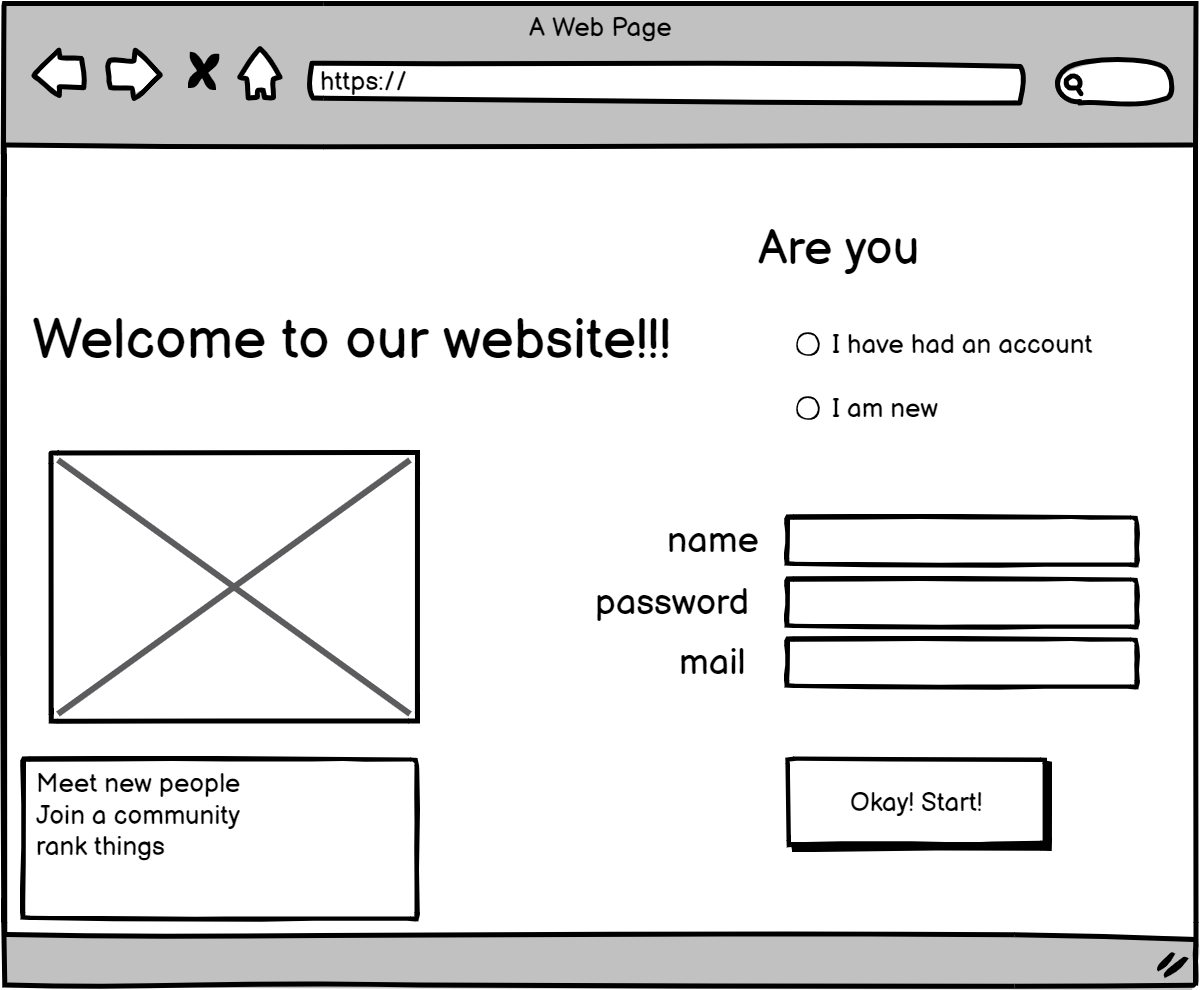 A Web Page
https://
Are you
Welcome to our website!!!
I have had an account
I am new
name
password
mail
Meet new people
Join a community
rank things
Okay! Start!